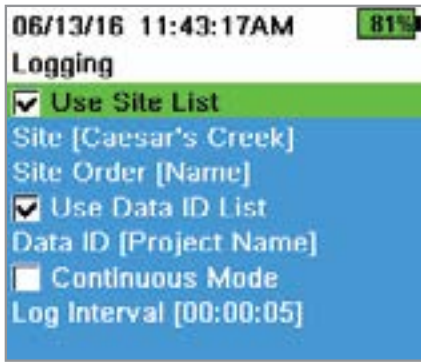 06/13/16 11:43:17AM 81%
Logging
Use Site List
Site [Caesar's Creek]
Site Order [Name]
Use Data ID List
Data ID [Project Name]
Continuous Mode
Log Interval [00:00:05]